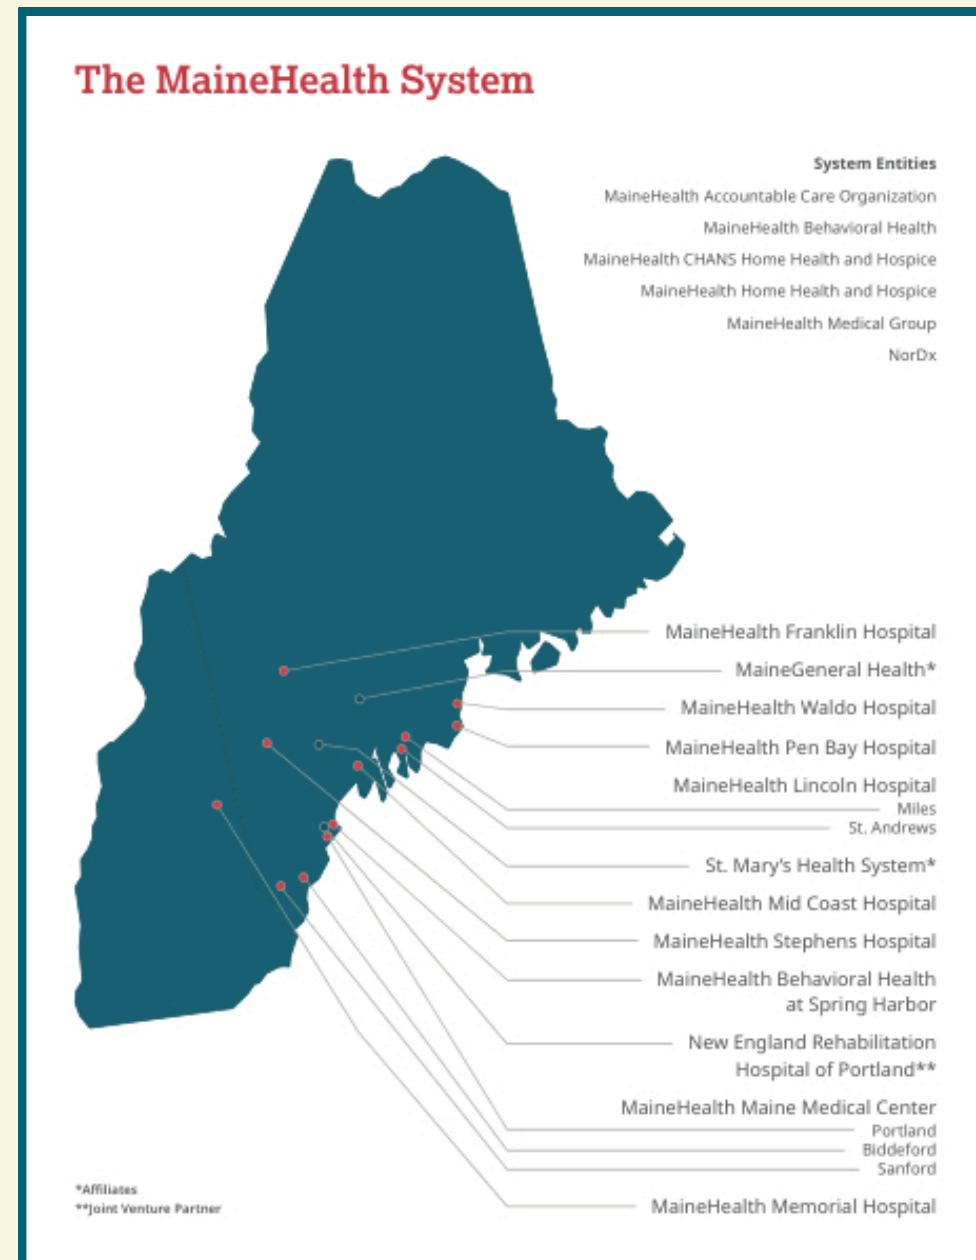 The MaineHealth System
System Entities
MaineHealth Accountable Care Organization
MaineHealth Behavioral Health
MaineHealth CHANS Home Health and Hospice
MaineHealth Home Health and Hospice
MaineHealth Medical Group
NorDx
MaineHealth Franklin Hospital
MaineGeneral Health*
MaineHealth Waldo Hospital
MaineHealth Pen Bay Hospital
MaineHealth Lincoln Hospital
Miles
St. Andrews
St. Mary's Health System*
MaineHealth Mid Coast Hospital
MaineHealth Stephens Hospital
MaineHealth Behavioral Health
at Spring Harbor
New England Rehabilitation
Hospital of Portland**
MaineHealth Maine Medical Center
Portland
Biddeford
Sanford
MaineHealth Memorial Hospital
*Affiliates
**Joint Venture Partner